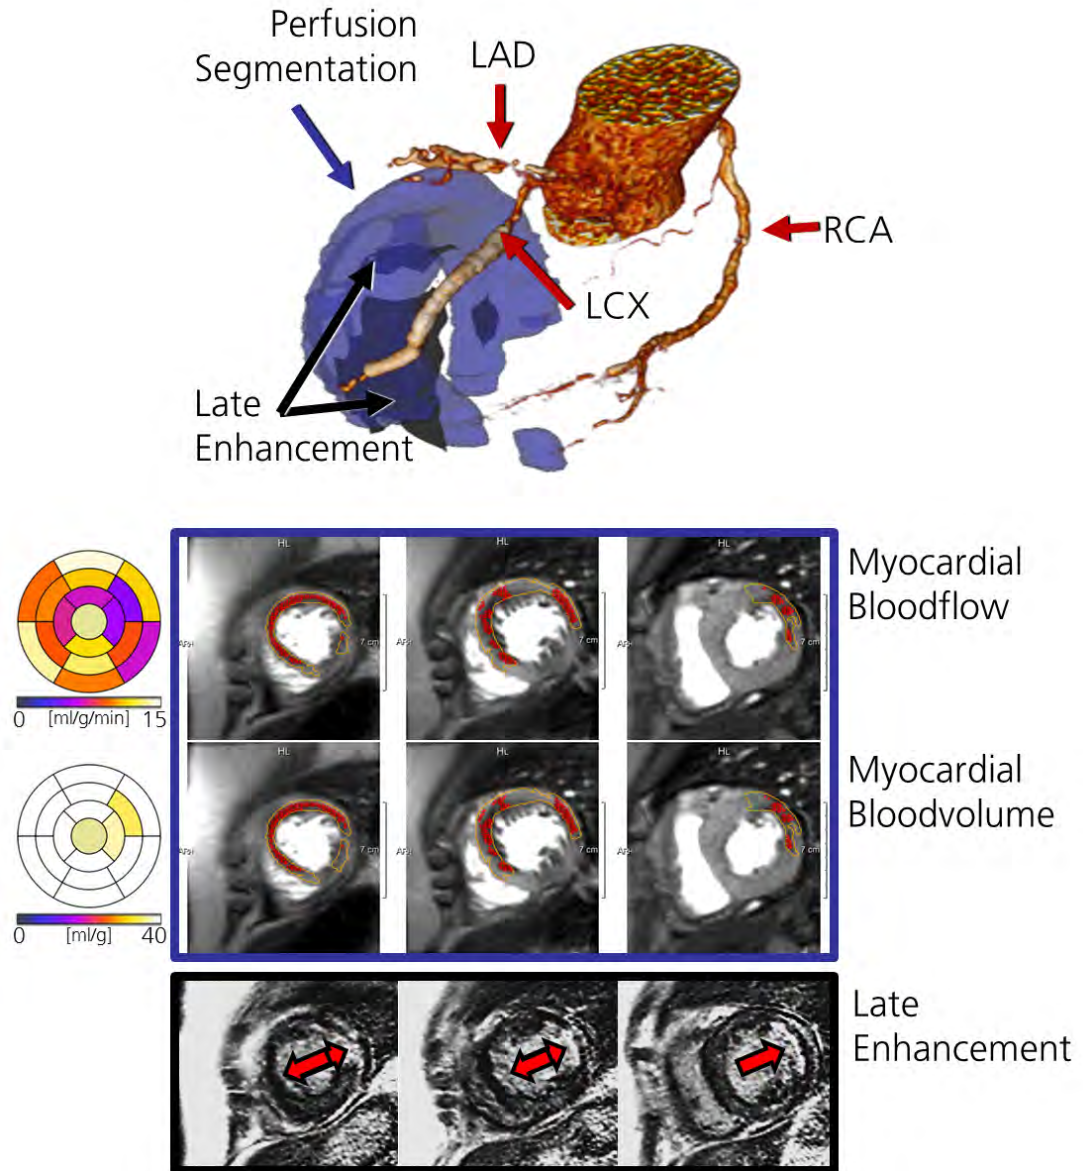 Perfusion
Segmentation
LAD
RCA
LCX
Late
Enhancement
HL
HL
HL
7 cm
7 cm
7 cm
Myocardial
Bloodflow
0 [ml/g/min] 15
HL
HL
HL
7 cm
7 cm
7 cm
Myocardial
Bloodvolume
0 [ml/g] 40
Late
Enhancement